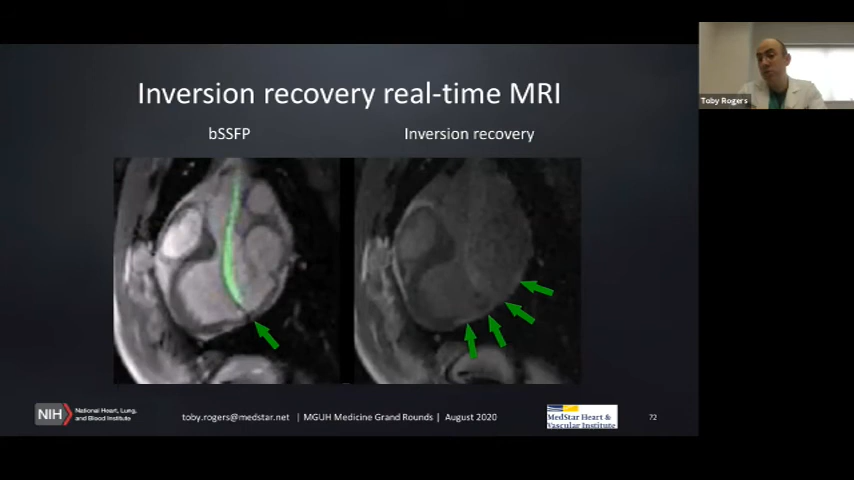 Inversion recovery real-time MRI
bSSFP
Inversion recovery
Toby Rogers
NIH
National Heart, Lung,
and Blood Institute
toby.rogers@medstar.net | MGUH Medicine Grand Rounds | August 2020
MedStar Heart &
Vascular Institute
72